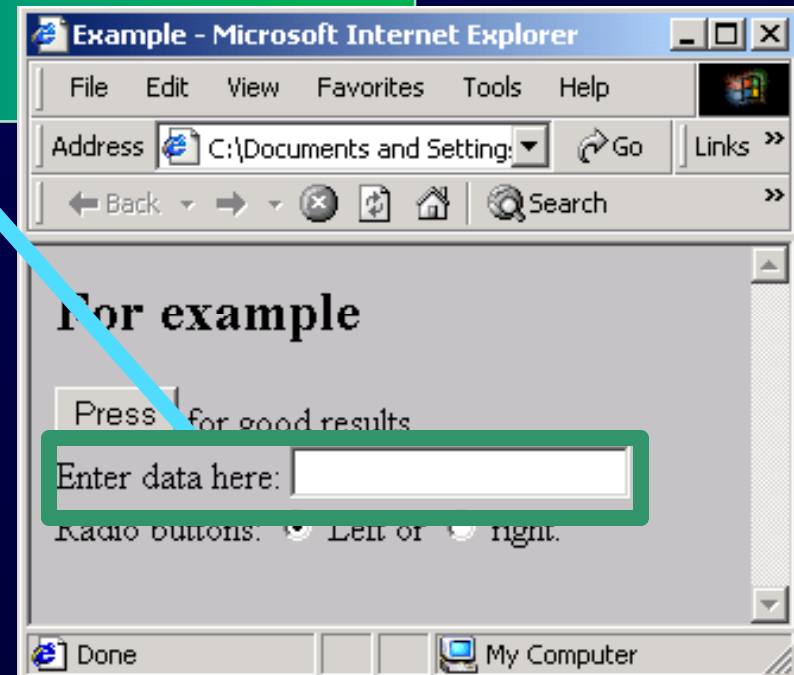 Example - Microsoft Internet Explorer
File Edit View Favorites Tools Help
Address C:\Documents and Setting: Go Links »
Back Search »
For example
Press for good results
Enter data here:
Radio buttons: Left or right.
Done My Computer